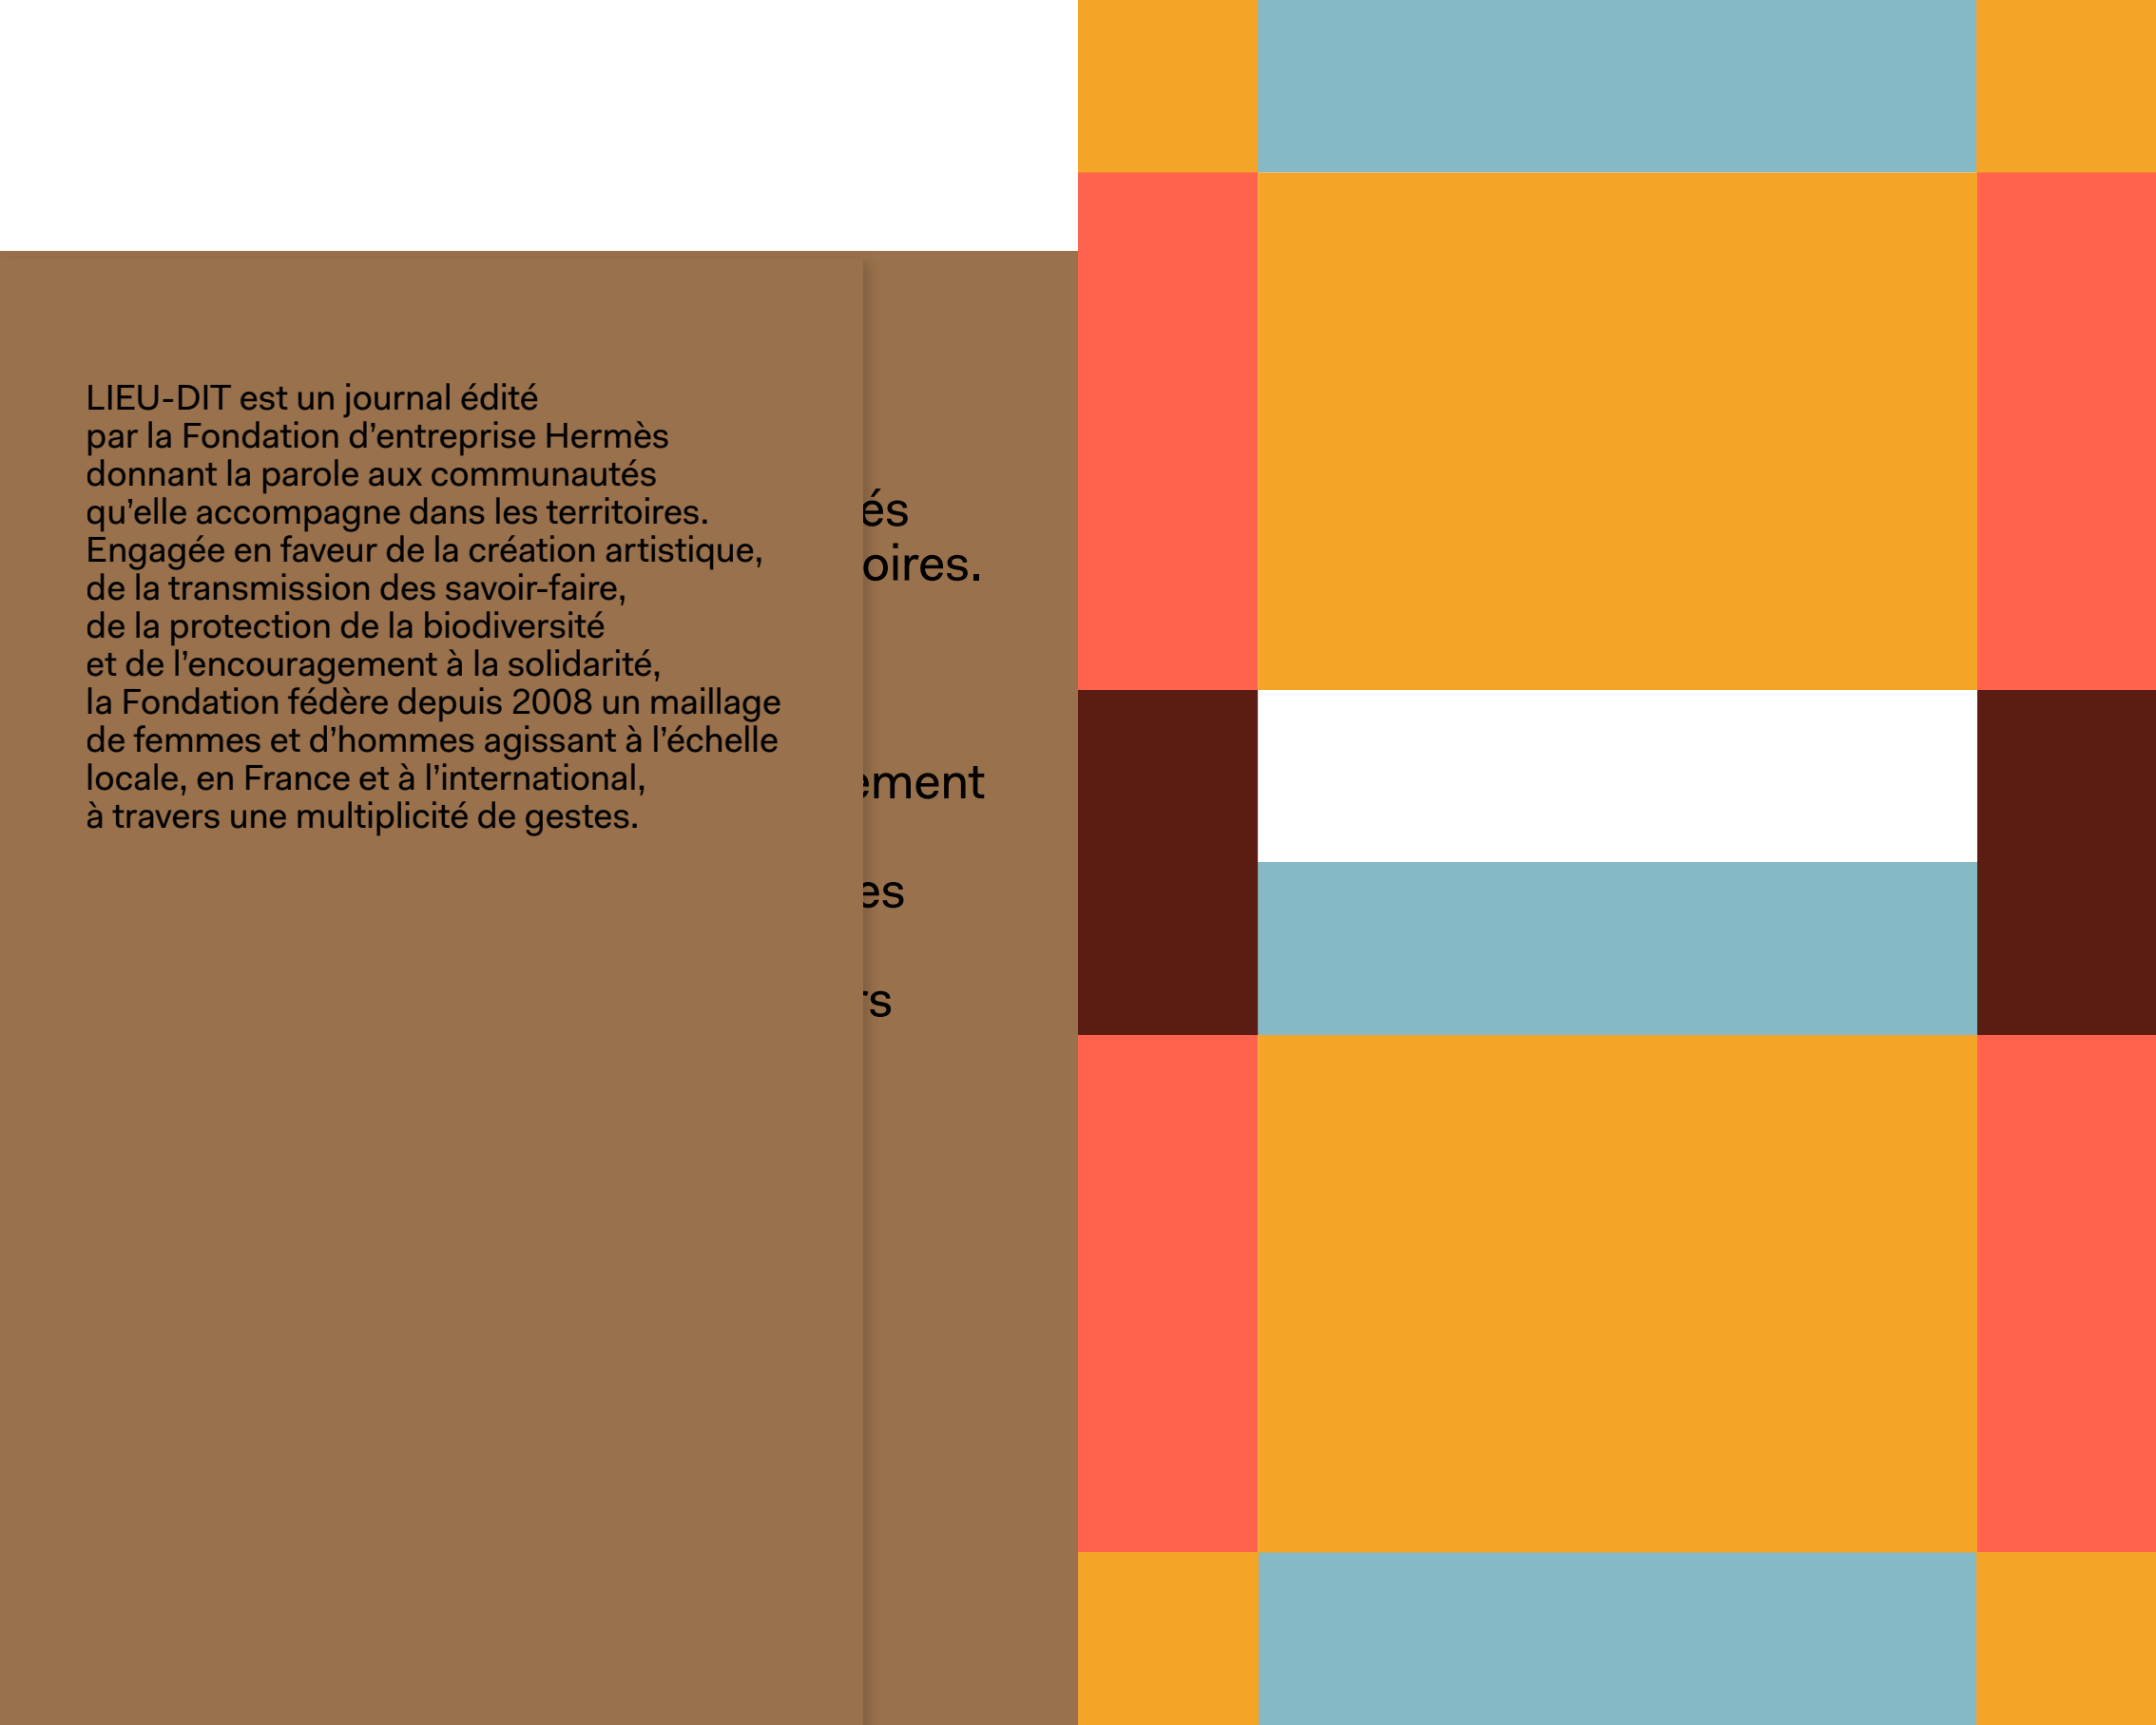 LIEU-DIT est un journal édité
par la Fondation d’entreprise Hermès
donnant la parole aux communautés
qu’elle accompagne dans les territoires.
Engagée en faveur de la création artistique,
de la transmission des savoir-faire,
de la protection de la biodiversité
et de l’encouragement à la solidarité,
la Fondation fédère depuis 2008 un maillage
de femmes et d’hommes agissant à l’échelle
locale, en France et à l’international,
à travers une multiplicité de gestes.
és
oires.
ement
es
rs